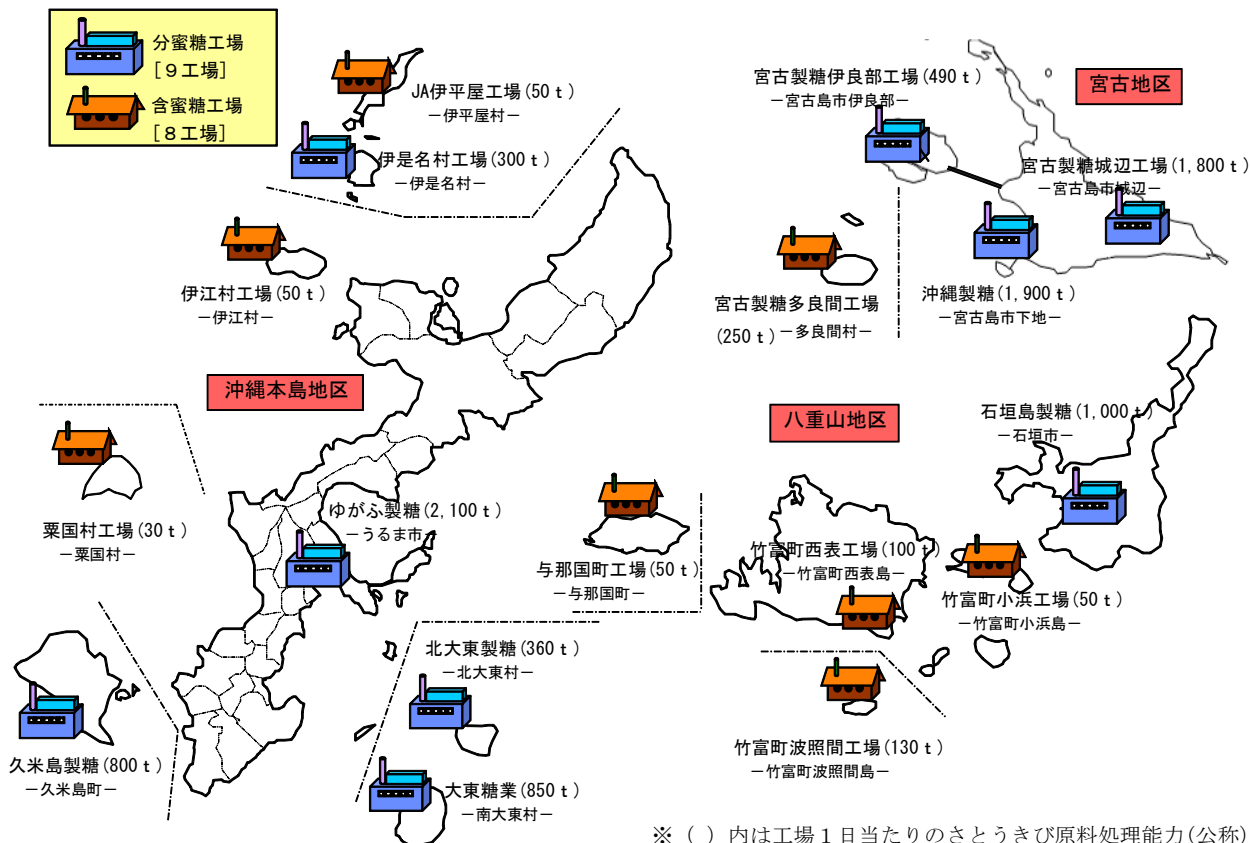 分蜜糖工場
[９工場]
含蜜糖工場
[８工場]
JA伊平屋工場(50ｔ)
－伊平屋村－
伊是名村工場(300ｔ)
－伊是名村－
伊江村工場(50ｔ)
－伊江村－
沖縄本島地区
粟国村工場(30ｔ)
－粟国村－
ゆがふ製糖(2,100ｔ)
－うるま市－
久米島製糖(800ｔ)
－久米島町－
北大東製糖(360ｔ)
－北大東村－
大東糖業(850ｔ)
－南大東村－
宮古地区
宮古製糖伊良部工場(490ｔ)
－宮古島市伊良部－
宮古製糖城辺工場(1,800ｔ)
－宮古島市城辺－
宮古製糖多良間工場
(250ｔ)－多良間村－
沖縄製糖(1,900ｔ)
－宮古島市下地－
八重山地区
石垣島製糖(1,000ｔ)
－石垣市－
与那国町工場(50ｔ)
－与那国町－
竹富町西表工場(100ｔ)
－竹富町西表島－
竹富町小浜工場(50ｔ)
－竹富町小浜島－
竹富町波照間工場(130ｔ)
－竹富町波照間島－
※（ ）内は工場１日当たりのさとうきび原料処理能力(公称)